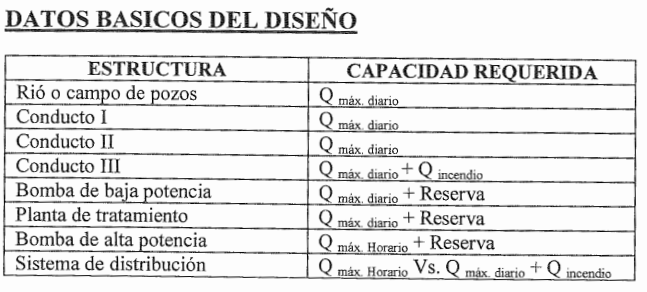 DATOS BASICOS DEL DISEÑO
ESTRUCTURA CAPACIDAD REQUERIDA
Rió o campo de pozos Q máx. diario
Conducto I Q máx. diario
Conducto II Q máx. diario
Conducto III Q máx. diario + Q incendio
Bomba de baja potencia Q máx. diario + Reserva
Planta de tratamiento Q máx. diario + Reserva
Bomba de alta potencia Q máx. Horario + Reserva
Sistema de distribución Q máx. Horario Vs. Q máx. diario + Q incendio